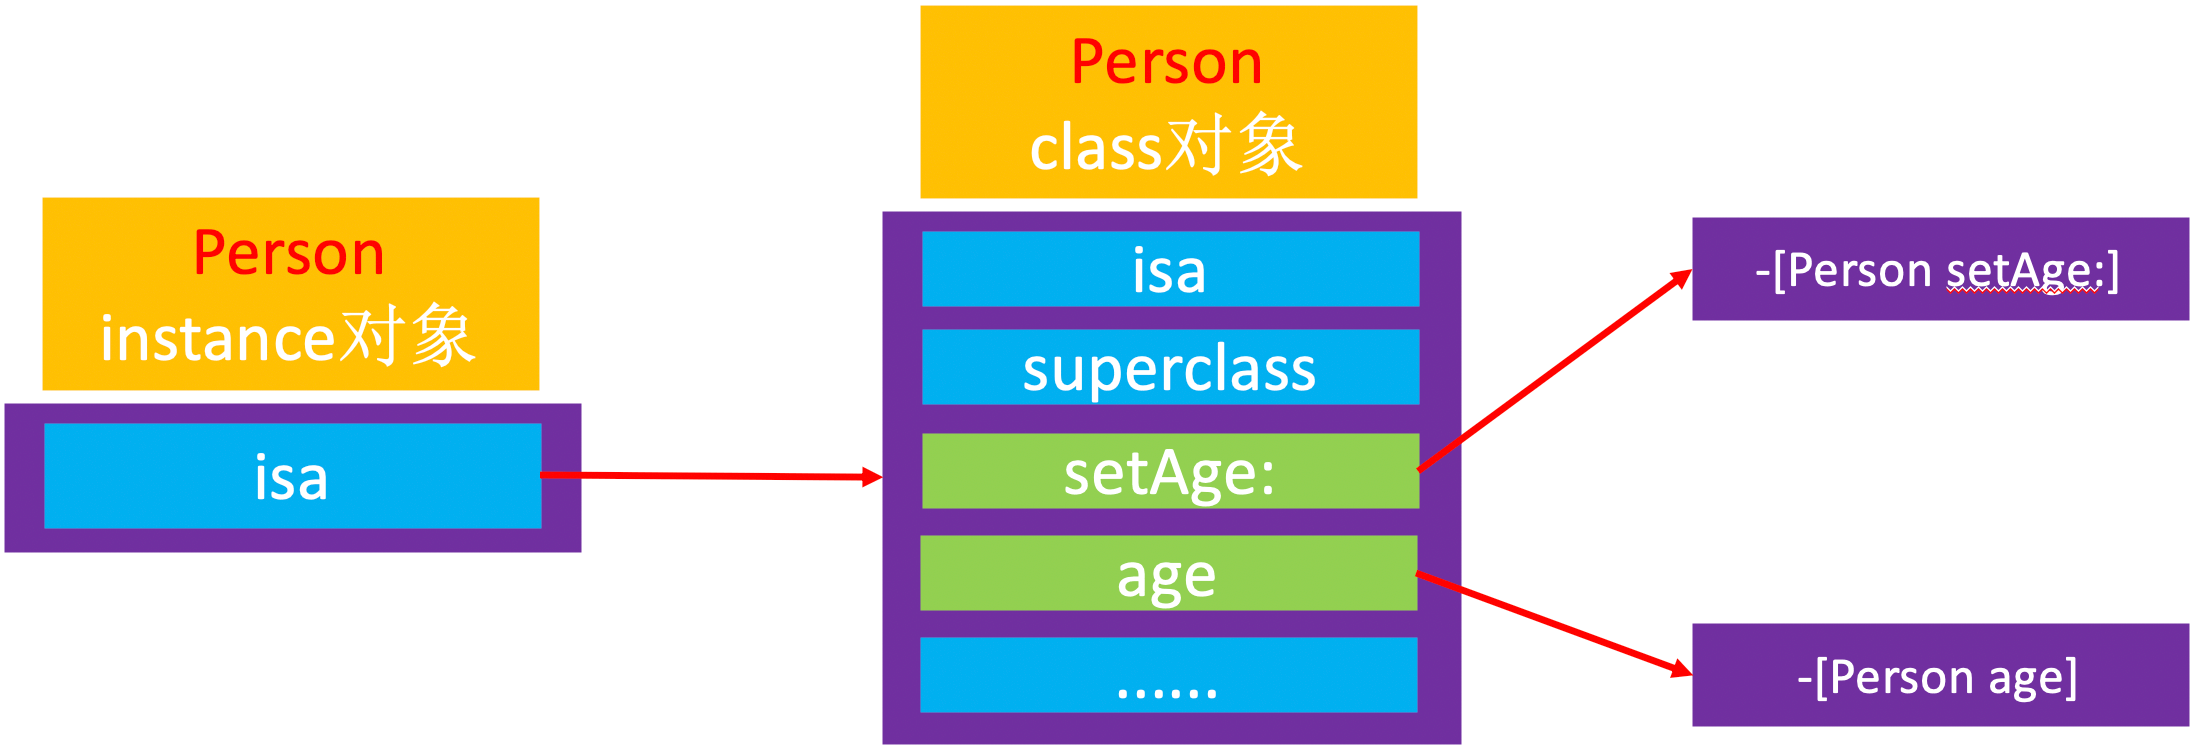 Person
instance对象
isa
Person
class对象
isa
superclass
setAge:
age
......
-[Person setAge:]
-[Person age]